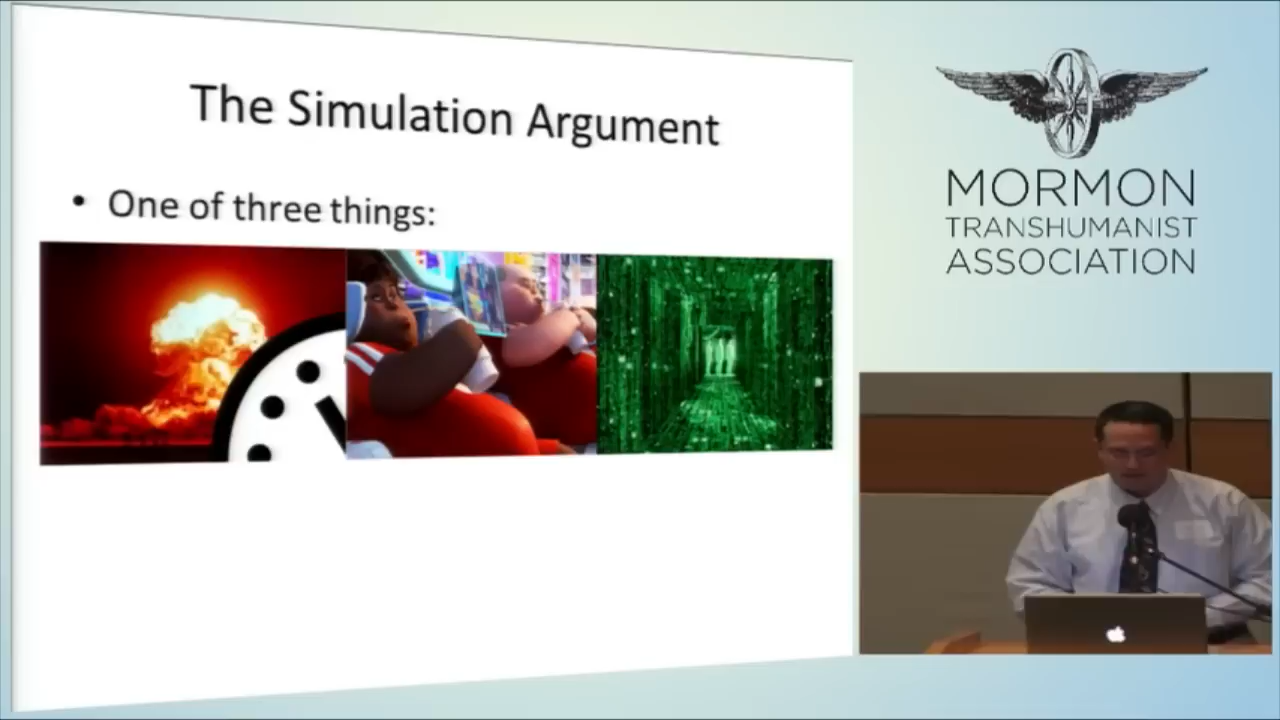 The Simulation Argument
• One of three things:
MORMON
TRANSHUMANIST
ASSOCIATION